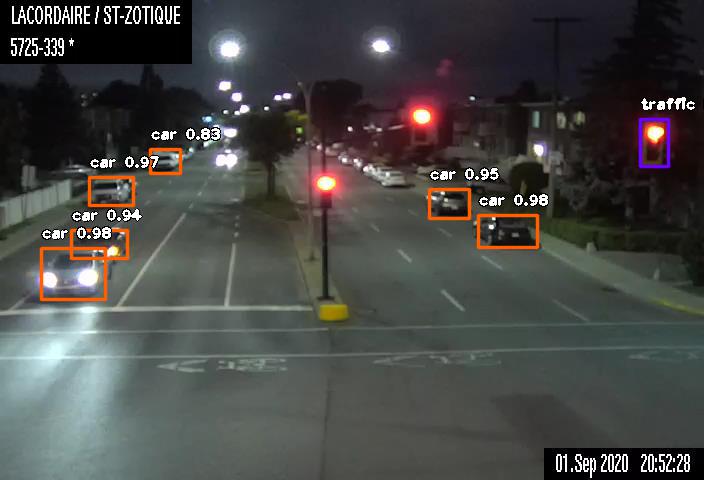 LACORDAIRE / ST-ZOTIQUE
5725-339 *
traffic
car 0.83
car 0.97
car 0.95
car 0.98
car 0.94
car 0.98
01.Sep 2020 20:52:28